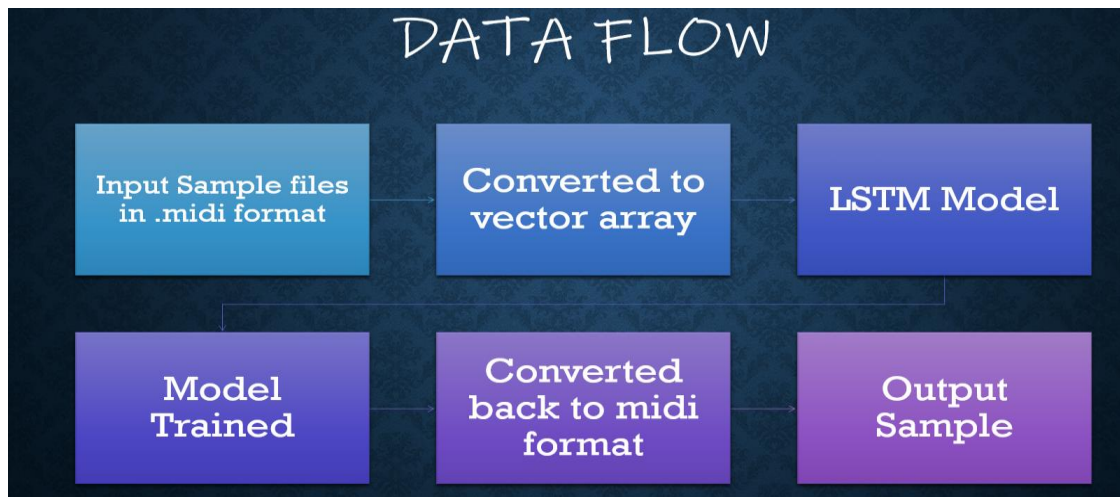 DATA FLOW
Input Sample files
in .midi format
Converted to
vector array
LSTM Model
Model
Trained
Converted
back to midi
format
Output
Sample